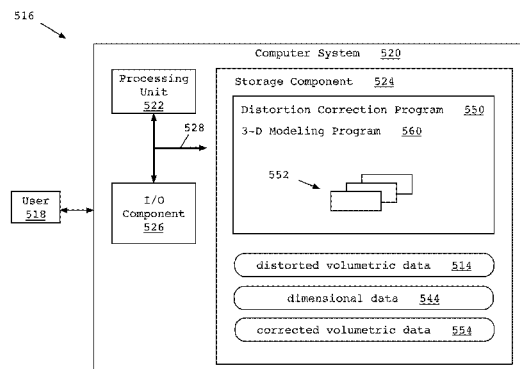 516
Computer System 520
Processing
Unit
522
Storage Component 524
Distortion Correction Program 550
3-D Modeling Program 560
528
552
User
518
I/O
Component
526
distorted volumetric data 514
dimensional data 544
corrected volumetric data 554